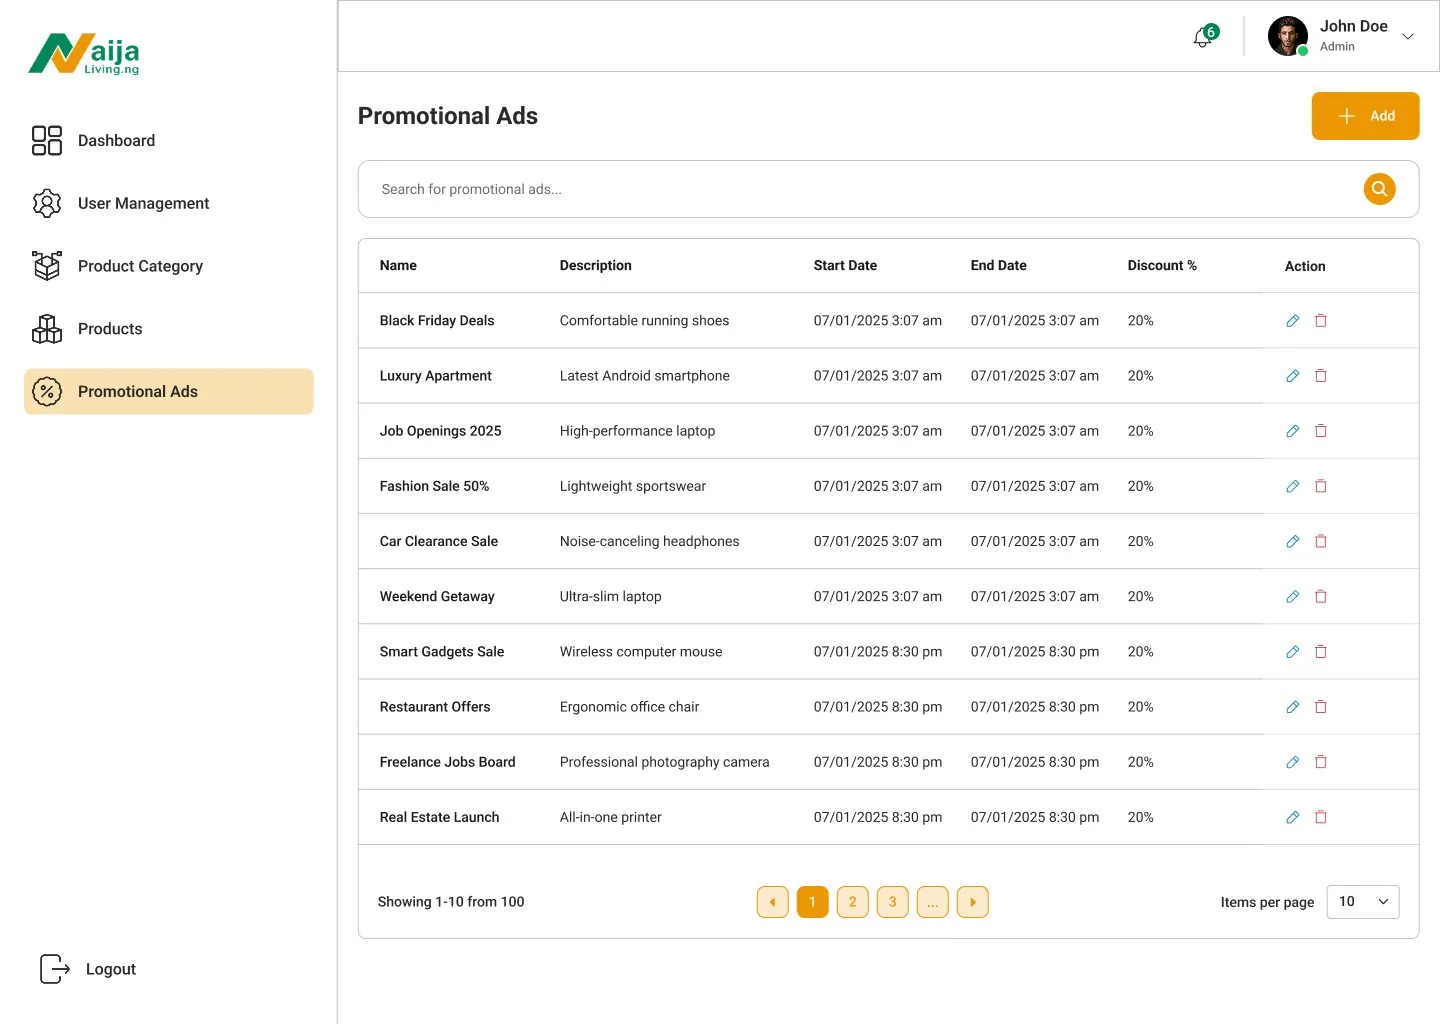 Naija
Living.ng
6
John Doe
Admin
Dashboard
User Management
Product Category
Products
Promotional Ads
Logout
Promotional Ads
Add
Search for promotional ads...
Name Description Start Date End Date Discount % Action
Black Friday Deals Comfortable running shoes 07/01/2025 3:07 am 07/01/2025 3:07 am 20%
Luxury Apartment Latest Android smartphone 07/01/2025 3:07 am 07/01/2025 3:07 am 20%
Job Openings 2025 High-performance laptop 07/01/2025 3:07 am 07/01/2025 3:07 am 20%
Fashion Sale 50% Lightweight sportswear 07/01/2025 3:07 am 07/01/2025 3:07 am 20%
Car Clearance Sale Noise-canceling headphones 07/01/2025 3:07 am 07/01/2025 3:07 am 20%
Weekend Getaway Ultra-slim laptop 07/01/2025 3:07 am 07/01/2025 3:07 am 20%
Smart Gadgets Sale Wireless computer mouse 07/01/2025 8:30 pm 07/01/2025 8:30 pm 20%
Restaurant Offers Ergonomic office chair 07/01/2025 8:30 pm 07/01/2025 8:30 pm 20%
Freelance Jobs Board Professional photography camera 07/01/2025 8:30 pm 07/01/2025 8:30 pm 20%
Real Estate Launch All-in-one printer 07/01/2025 8:30 pm 07/01/2025 8:30 pm 20%
Showing 1-10 from 100 1 2 3 ... Items per page 10